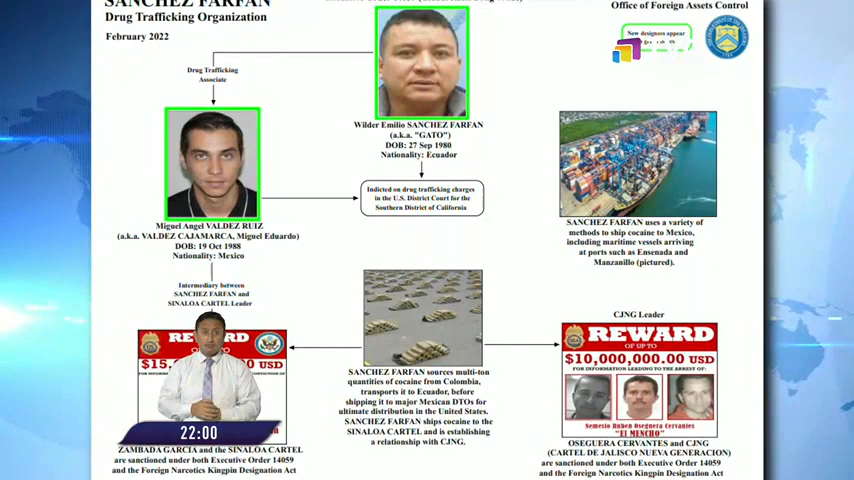 SANCHEZ FARFAN
Drug Trafficking Organization
February 2022
Office of Foreign Assets Control
New designees appear
Drug Trafficking
Associate
Wilder Emilio SANCHEZ FARFAN
(a.k.a. "GATO")
DOB: 27 Sep 1980
Nationality: Ecuador
Indicted on drug trafficking charges
in the U.S. District Court for the
Southern District of California
Miguel Angel VALDEZ RUIZ
(a.k.a. VALDEZ CAJAMARCA, Miguel Eduardo)
DOB: 19 Oct 1988
Nationality: Mexico
SANCHEZ FARFAN uses a variety of
methods to ship cocaine to Mexico,
including maritime vessels arriving
at ports such as Ensenada and
Manzanillo (pictured).
Intermediary between
SANCHEZ FARFAN and
SINALOA CARTEL Leader
CJNG Leader
REWARD
$15,
USD
22:00
ZAMBADA GARCIA and the SINALOA CARTEL
are sanctioned under both Executive Order 14059
and the Foreign Narcotics Kingpin Designation Act
SANCHEZ FARFAN sources multi-ton
quantities of cocaine from Colombia,
transports it to Ecuador, before
shipping it to major Mexican DTOs for
ultimate distribution in the United States.
SANCHEZ FARFAN ships cocaine to the
SINALOA CARTEL and is establishing
a relationship with CJNG.
REWARD
OF UP TO
$10,000,000.00 USD
FOR INFORMATION LEADING TO THE ARREST OF:
Nemesio Ruben Oseguera Cervantes
"El MENCHO"
OSEGUERA CERVANTES and CJNG
(CARTEL DE JALISCO NUEVA GENERACION)
are sanctioned under both Executive Order 14059
and the Foreign Narcotics Kingpin Designation Act